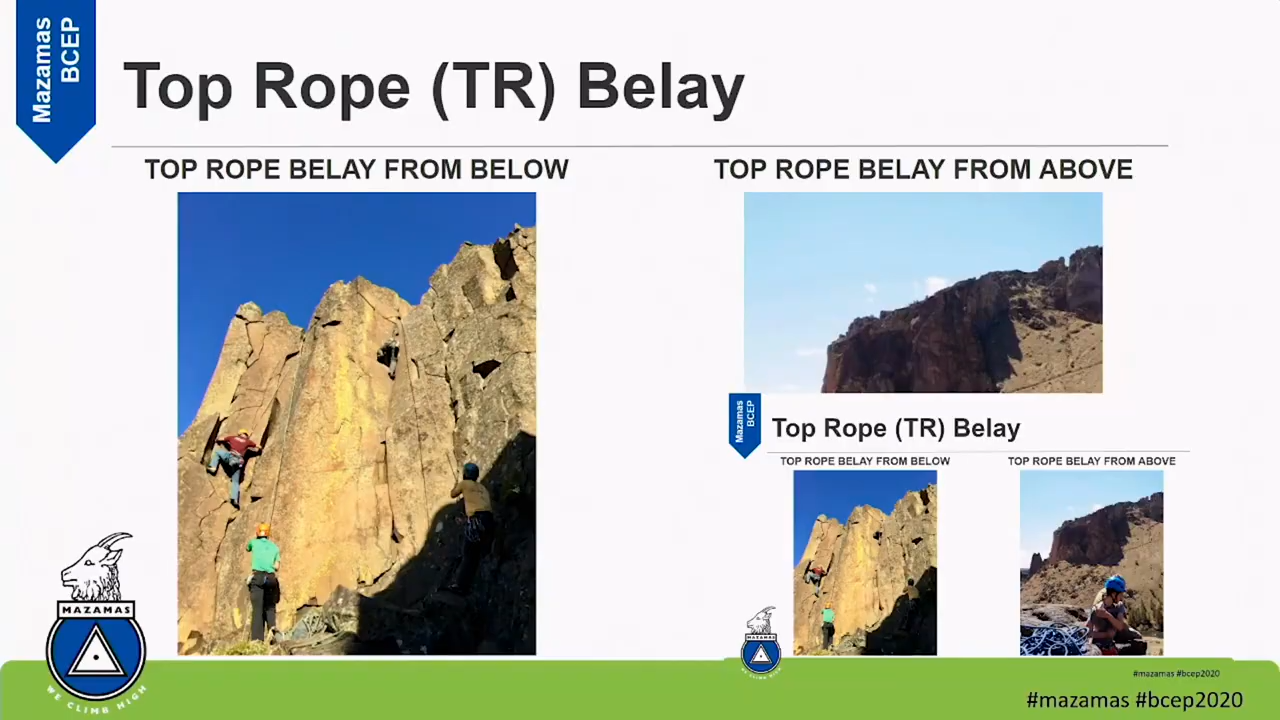 Mazamas
BCEP
Top Rope (TR) Belay
TOP ROPE BELAY FROM BELOW
TOP ROPE BELAY FROM ABOVE
Mazamas
BCEP
Top Rope (TR) Belay
TOP ROPE BELAY FROM BELOW
TOP ROPE BELAY FROM ABOVE
MAZAMAS
WE CLIMB HIGH
MAZAMAS
#mazamas #bcep2020
#mazamas #bcep2020